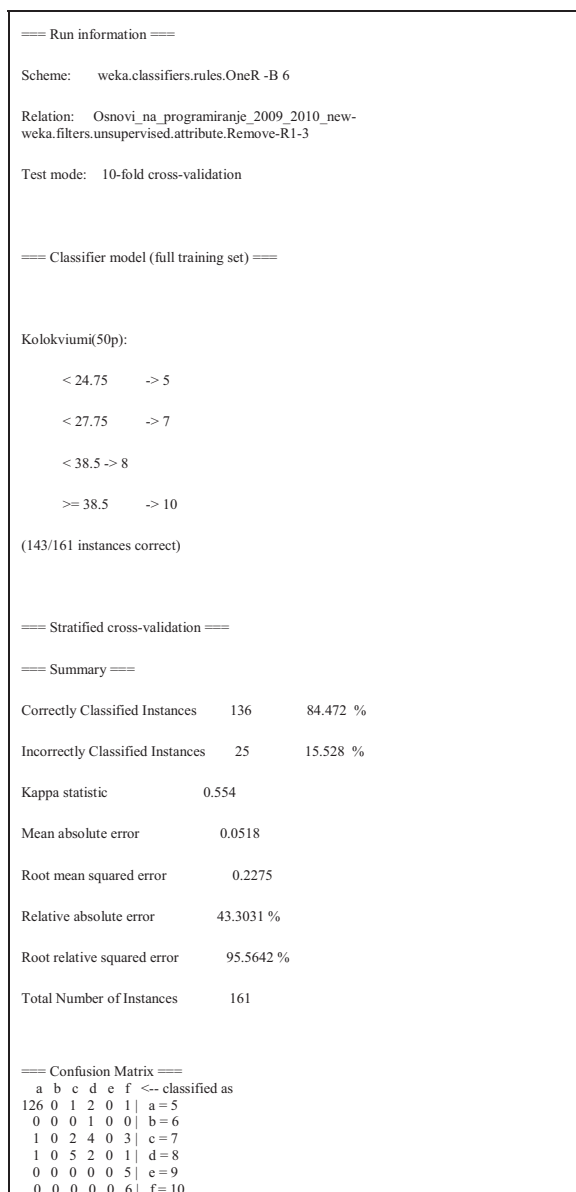 === Run information ===
Scheme: weka.classifiers.rules.OneR -B 6
Relation: Osnovi_na_programiranje_2009_2010_new-
weka.filters.unsupervised.attribute.Remove-R1-3
Test mode: 10-fold cross-validation
=== Classifier model (full training set) ===
Kolokviumi(50p):
< 24.75 -> 5
< 27.75 -> 7
< 38.5 -> 8
>= 38.5 -> 10
(143/161 instances correct)
=== Stratified cross-validation ===
=== Summary ===
Correctly Classified Instances 136 84.472 %
Incorrectly Classified Instances 25 15.528 %
Kappa statistic 0.554
Mean absolute error 0.0518
Root mean squared error 0.2275
Relative absolute error 43.3031 %
Root relative squared error 95.5642 %
Total Number of Instances 161
=== Confusion Matrix ===
a b c d e f <-- classified as
126 0 1 2 0 1 | a = 5
0 0 0 1 0 0 | b = 6
1 0 2 4 0 3 | c = 7
1 0 5 2 0 1 | d = 8
0 0 0 0 0 5 | e = 9
0 0 0 0 0 6 | f = 10